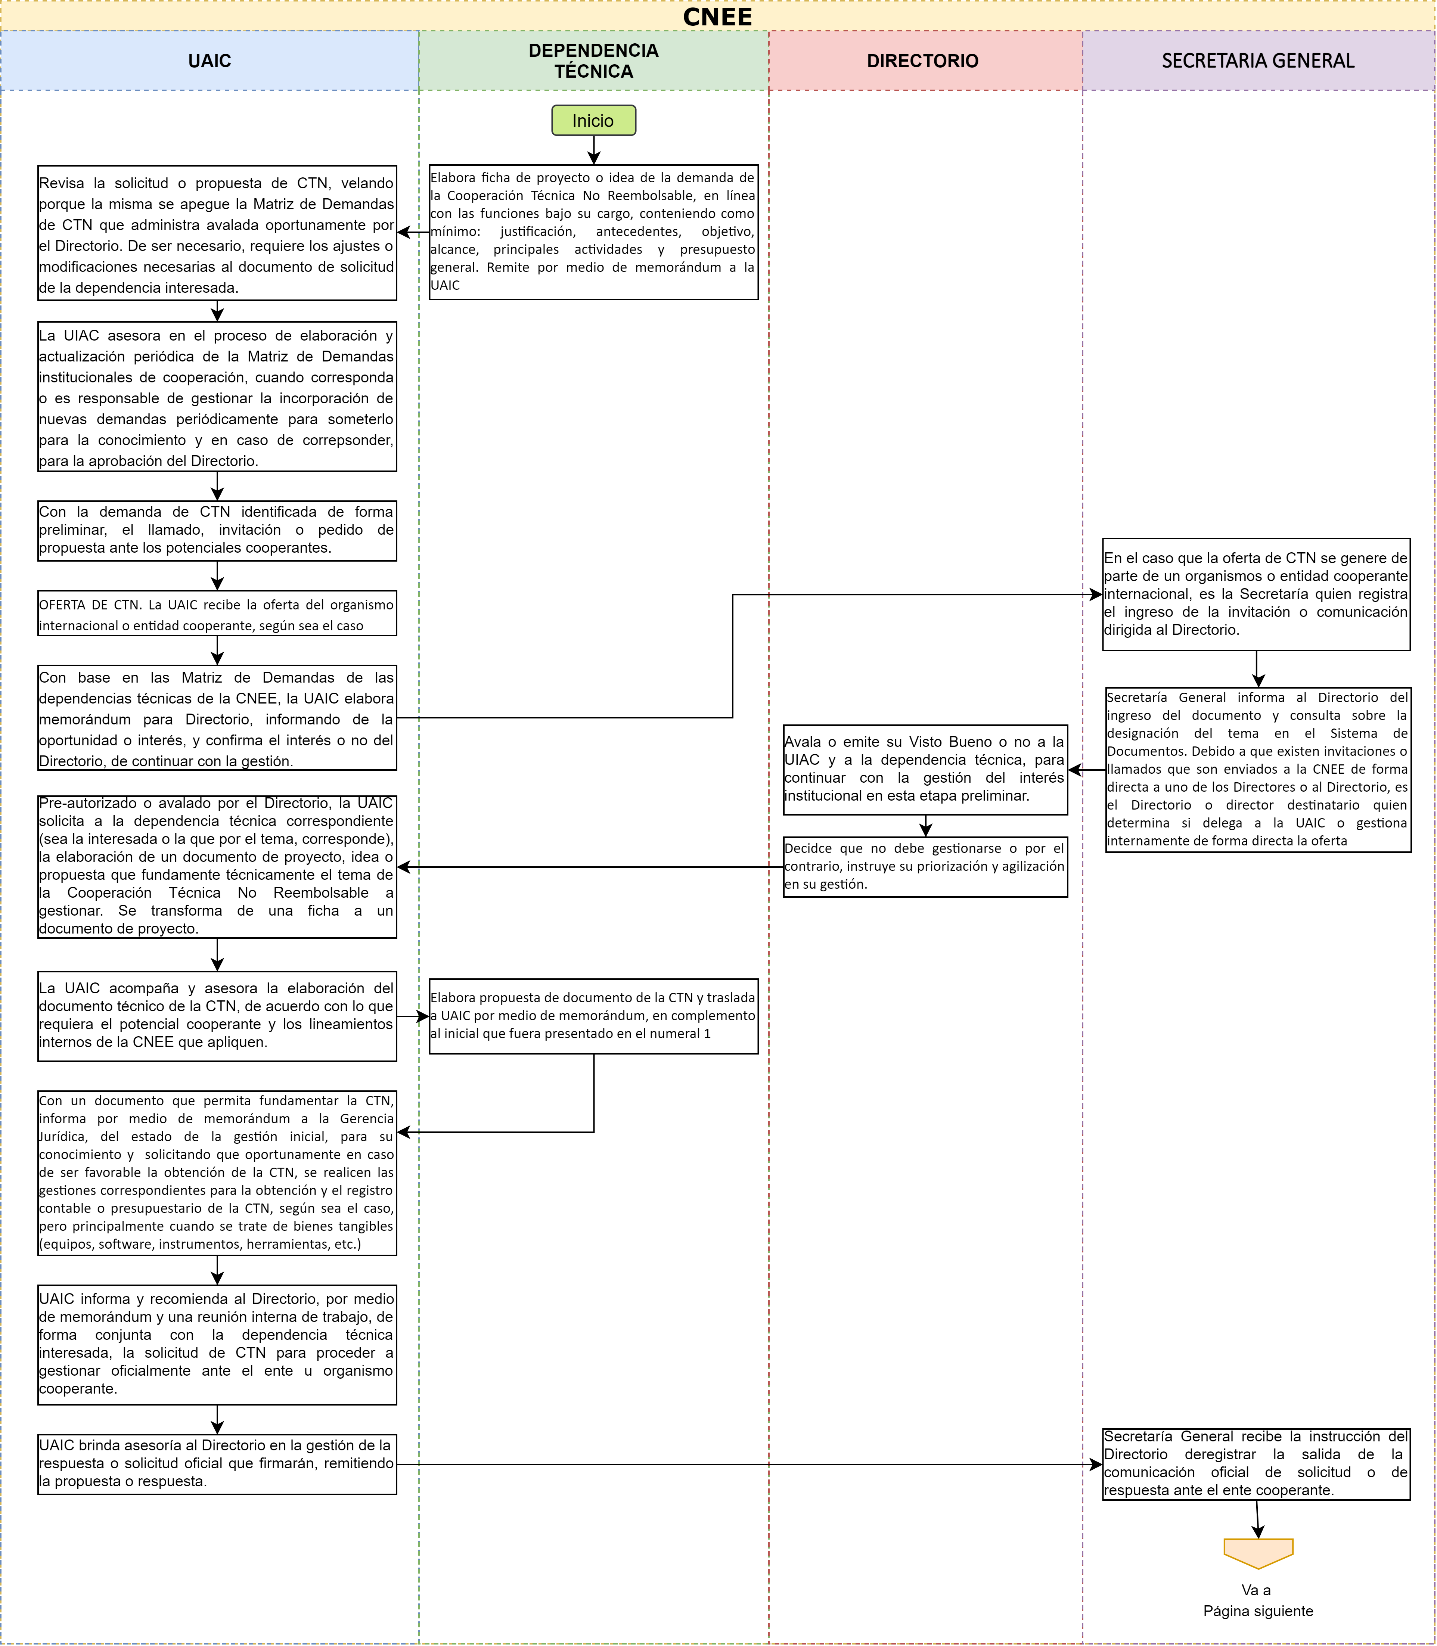 CNEE
UAIC
DEPENDENCIA
TÉCNICA
DIRECTORIO
SECRETARIA GENERAL
Inicio
Elabora ficha de proyecto o idea de la demanda de
la Cooperación Técnica No Reembolsable, en línea
con las funciones bajo su cargo, conteniendo como
mínimo: justificación, antecedentes, objetivo,
alcance, principales actividades y presupuesto
general. Remite por medio de memorándum a la
UAIC
Revisa la solicitud o propuesta de CTN, velando
porque la misma se apegue la Matriz de Demandas
de CTN que administra avalada oportunamente por
el Directorio. De ser necesario, requiere los ajustes o
modificaciones necesarias al documento de solicitud
de la dependencia interesada.
La UIAC asesora en el proceso de elaboración y
actualización periódica de la Matriz de Demandas
institucionales de cooperación, cuando corresponda
o es responsable de gestionar la incorporación de
nuevas demandas periódicamente para someterlo
para la conocimiento y en caso de correpsonder,
para la aprobación del Directorio.
Con la demanda de CTN identificada de forma
preliminar, el llamado, invitación o pedido de
propuesta ante los potenciales cooperantes.
OFERTA DE CTN. La UAIC recibe la oferta del organismo
internacional o entidad cooperante, según sea el caso
Con base en las Matriz de Demandas de las
dependencias técnicas de la CNEE, la UAIC elabora
memorándum para Directorio, informando de la
oportunidad o interés, y confirma el interés o no del
Directorio, de continuar con la gestión.
En el caso que la oferta de CTN se genere de
parte de un organismos o entidad cooperante
internacional, es la Secretaría quien registra
el ingreso de la invitación o comunicación
dirigida al Directorio.
Secretaría General informa al Directorio del
ingreso del documento y consulta sobre la
designación del tema en el Sistema de
Documentos. Debido a que existen invitaciones o
llamados que son enviados a la CNEE de forma
directa a uno de los Directores o al Directorio, es
el Directorio o director destinatario quien
determina si delega a la UAIC o gestiona
internamente de forma directa la oferta
Avala o emite su Visto Bueno o no a la
UIAC y a la dependencia técnica, para
continuar con la gestión del interés
institucional en esta etapa preliminar.
Decidce que no debe gestionarse o por el
contrario, instruye su priorización y agilización
en su gestión.
Pre-autorizado o avalado por el Directorio, la UAIC
solicita a la dependencia técnica correspondiente
(sea la interesada o la que por el tema, corresponde),
la elaboración de un documento de proyecto, idea o
propuesta que fundamente técnicamente el tema de
la Cooperación Técnica No Reembolsable a
gestionar. Se transforma de una ficha a un
documento de proyecto.
La UAIC acompaña y asesora la elaboración del
documento técnico de la CTN, de acuerdo con lo que
requiera el potencial cooperante y los lineamientos
internos de la CNEE que apliquen.
Elabora propuesta de documento de la CTN y traslada
a UAIC por medio de memorándum, en complemento
al inicial que fuera presentado en el numeral 1
Con un documento que permita fundamentar la CTN,
informa por medio de memorándum a la Gerencia
Jurídica, del estado de la gestión inicial, para su
conocimiento y solicitando que oportunamente en caso
de ser favorable la obtención de la CTN, se realicen las
gestiones correspondientes para la obtención y el registro
contable o presupuestario de la CTN, según sea el caso,
pero principalmente cuando se trate de bienes tangibles
(equipos, software, instrumentos, herramientas, etc.)
UAIC informa y recomienda al Directorio, por medio
de memorándum y una reunión interna de trabajo, de
forma conjunta con la dependencia técnica
interesada, la solicitud de CTN para proceder a
gestionar oficialmente ante el ente u organismo
cooperante.
UAIC brinda asesoría al Directorio en la gestión de la
respuesta o solicitud oficial que firmarán, remitiendo
la propuesta o respuesta.
Secretaría General recibe la instrucción del
Directorio deregistrar la salida de la
comunicación oficial de solicitud o de
respuesta ante el ente cooperante.
Va a
Página siguiente